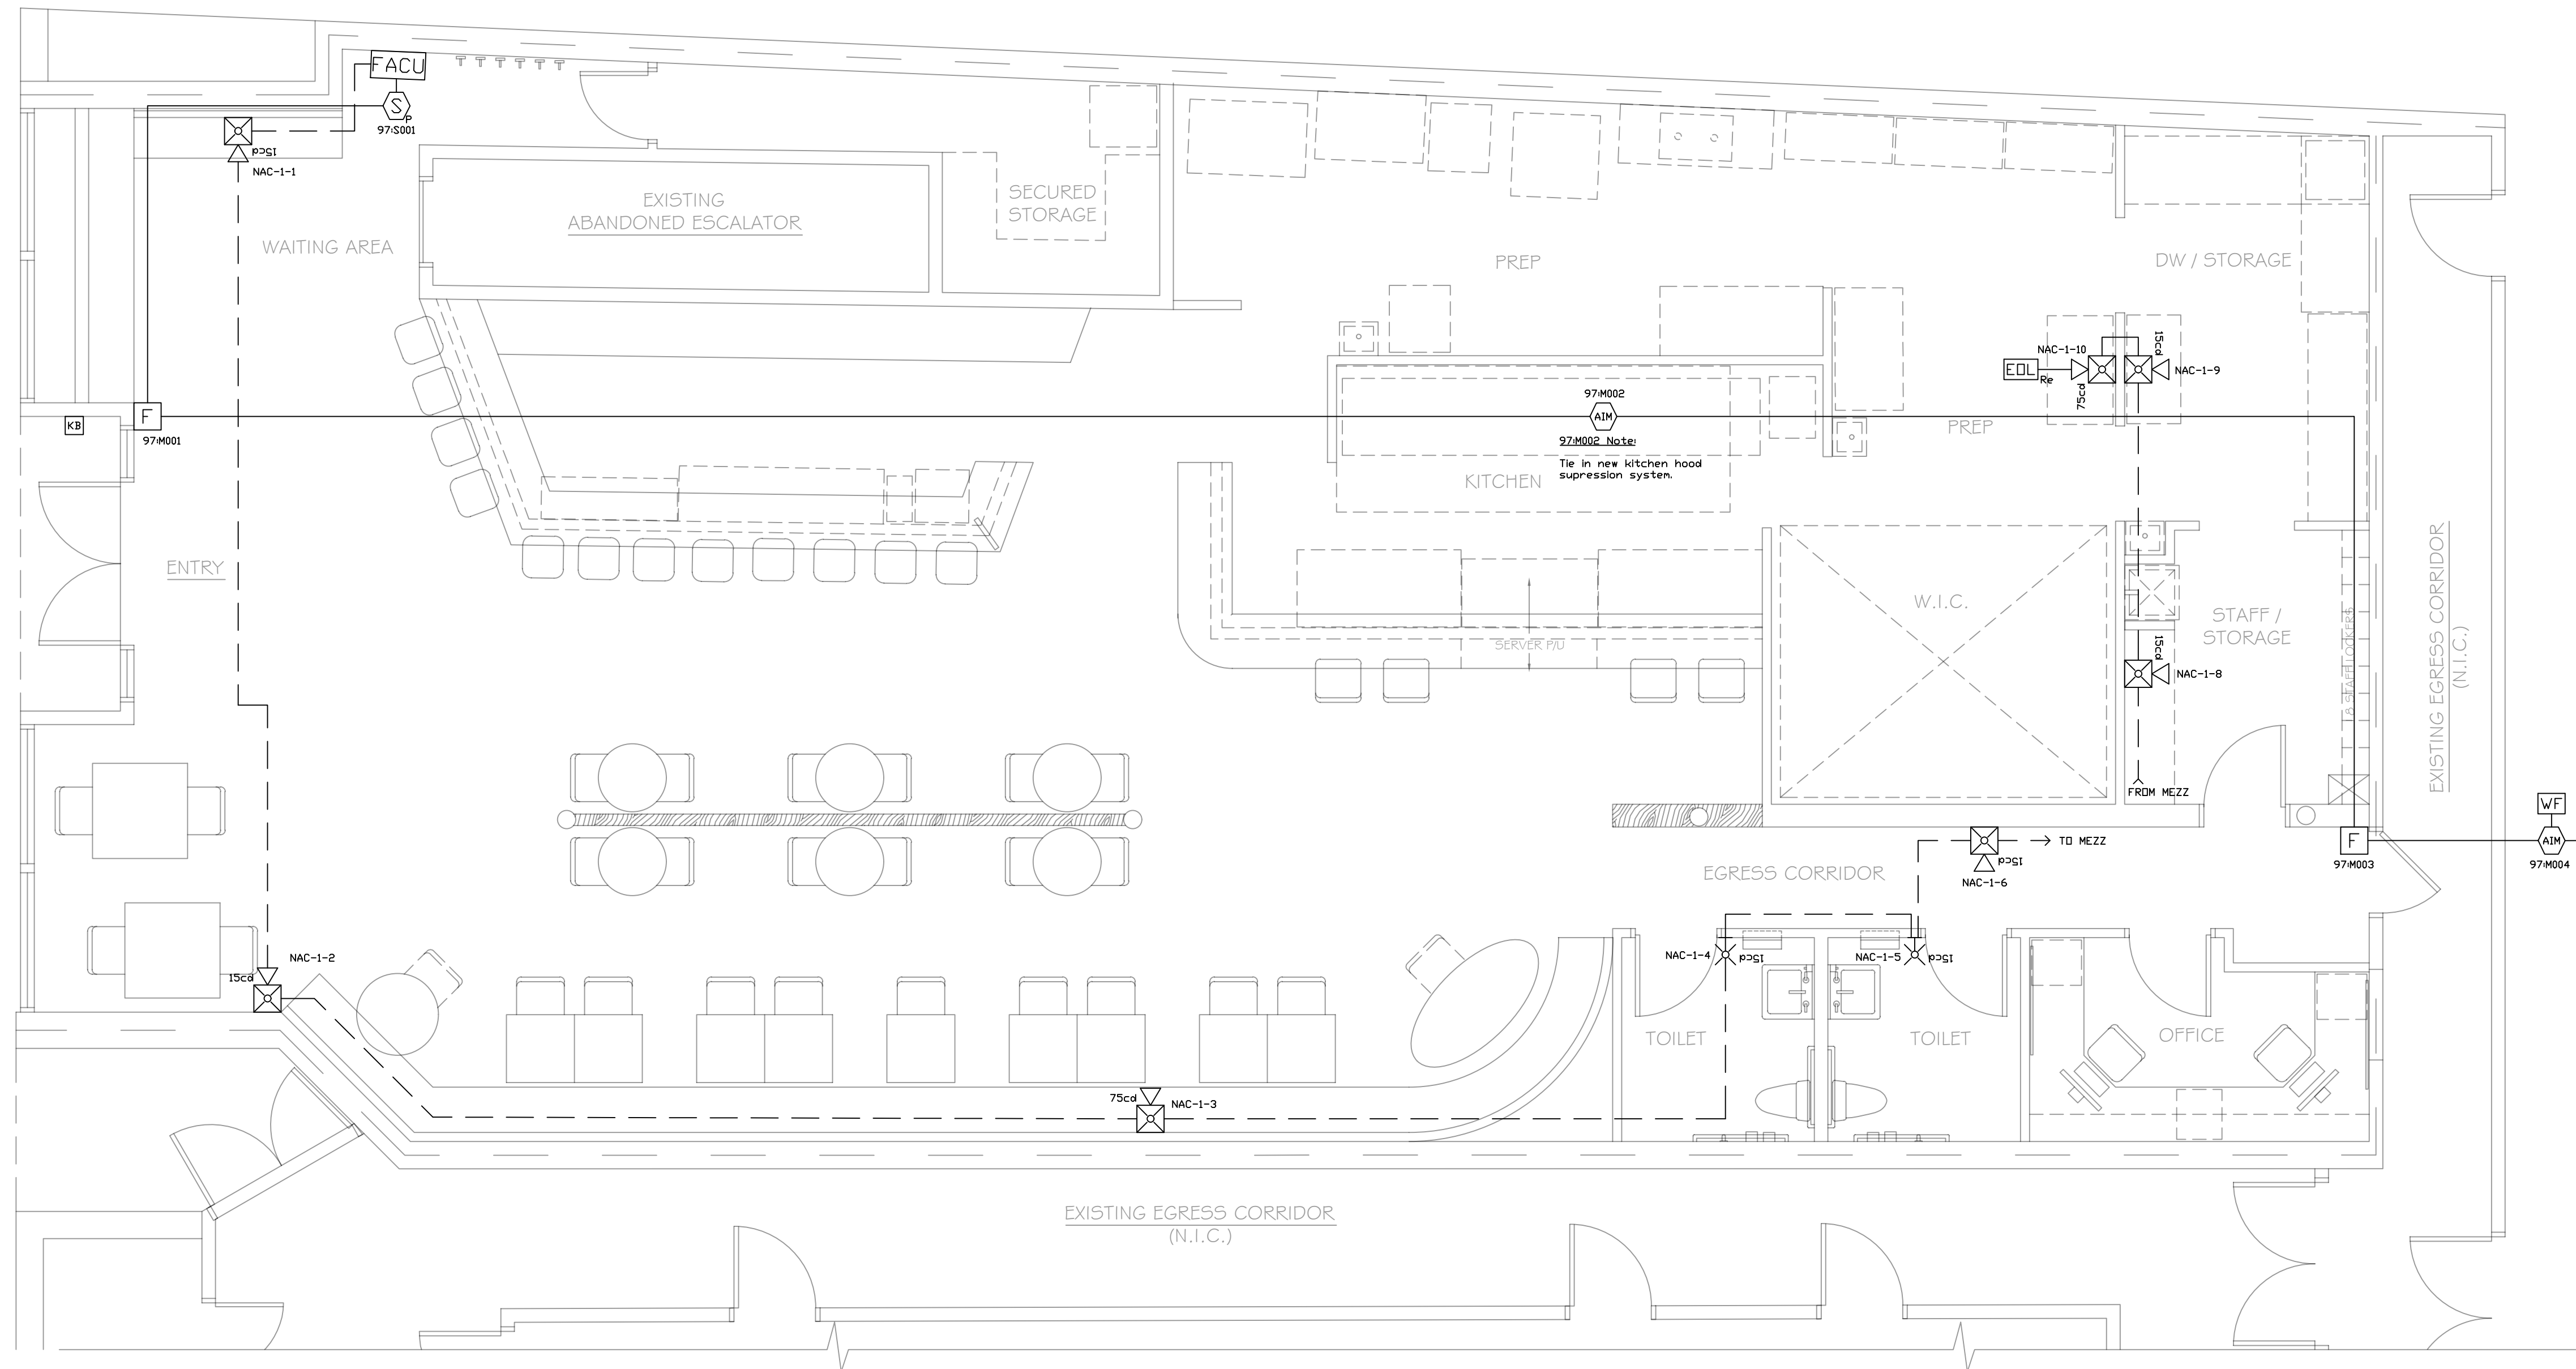 FACU
S
P
97:S001
15cd
NAC-1-1
WAITING AREA
EXISTING
ABANDONED ESCALATOR
SECURED
STORAGE
PREP
DW / STORAGE
NAC-1-10
15cd
EOL
Re
75cd
NAC-1-9
KB
F
97:M001
97:M002
AIM
97:M002 Note:
Tie in new kitchen hood
supression system.
KITCHEN
PREP
ENTRY
W.I.C.
STAFF /
STORAGE
8 STAFF LOCKERS
EXISTING EGRESS CORRIDOR
(N.I.C.)
SERVER P/U
15cd
NAC-1-8
FROM MEZZ
WF
F
97:M003
AIM
97:M004
TO MEZZ
15cd
NAC-1-6
EGRESS CORRIDOR
NAC-1-2
15cd
NAC-1-4
15cd
NAC-1-5
15cd
TOILET
TOILET
OFFICE
75cd
NAC-1-3
EXISTING EGRESS CORRIDOR
(N.I.C.)